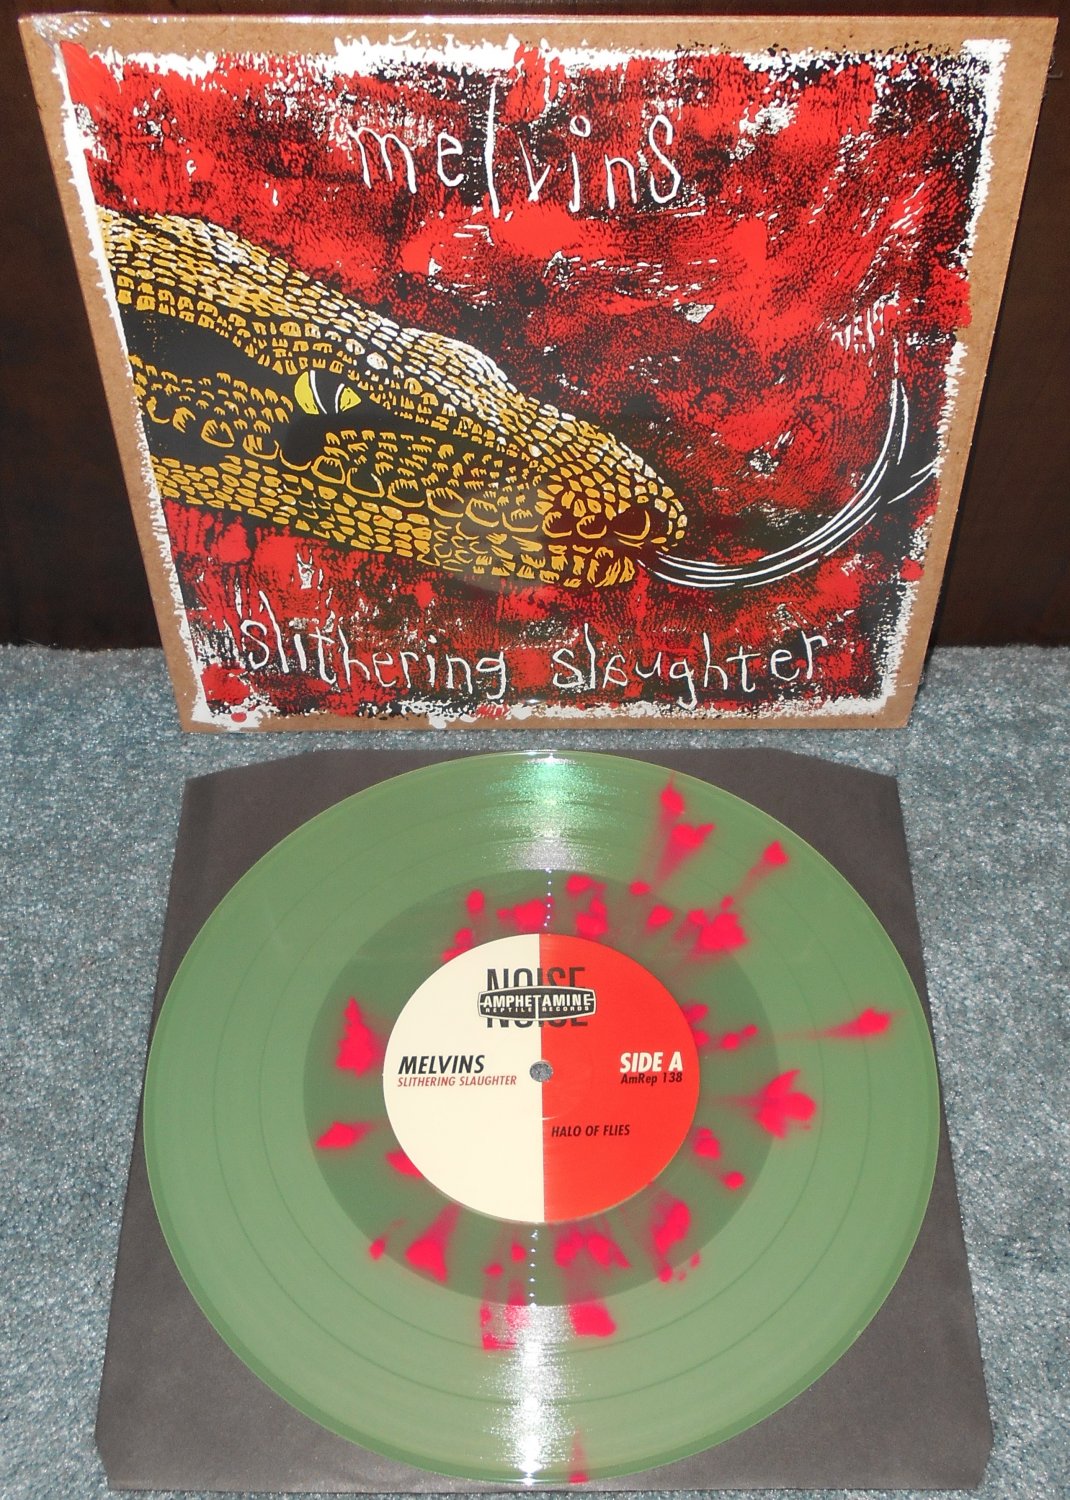 melvins
slithering slaughter
NOISE
AMPHETAMINE
REPTILE RECORDS
NOISE
MELVINS
SLITHERING SLAUGHTER
SIDE A
AmRep 138
HALO OF FLIES